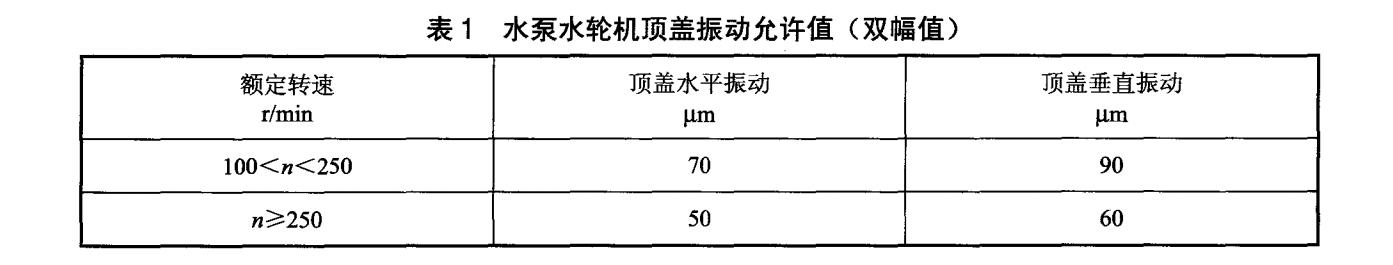 表1 水泵水轮机顶盖振动允许值（双幅值）
额定转速
r/min
顶盖水平振动
μm
顶盖垂直振动
μm
100＜n＜250
70
90
n≥250
50
60